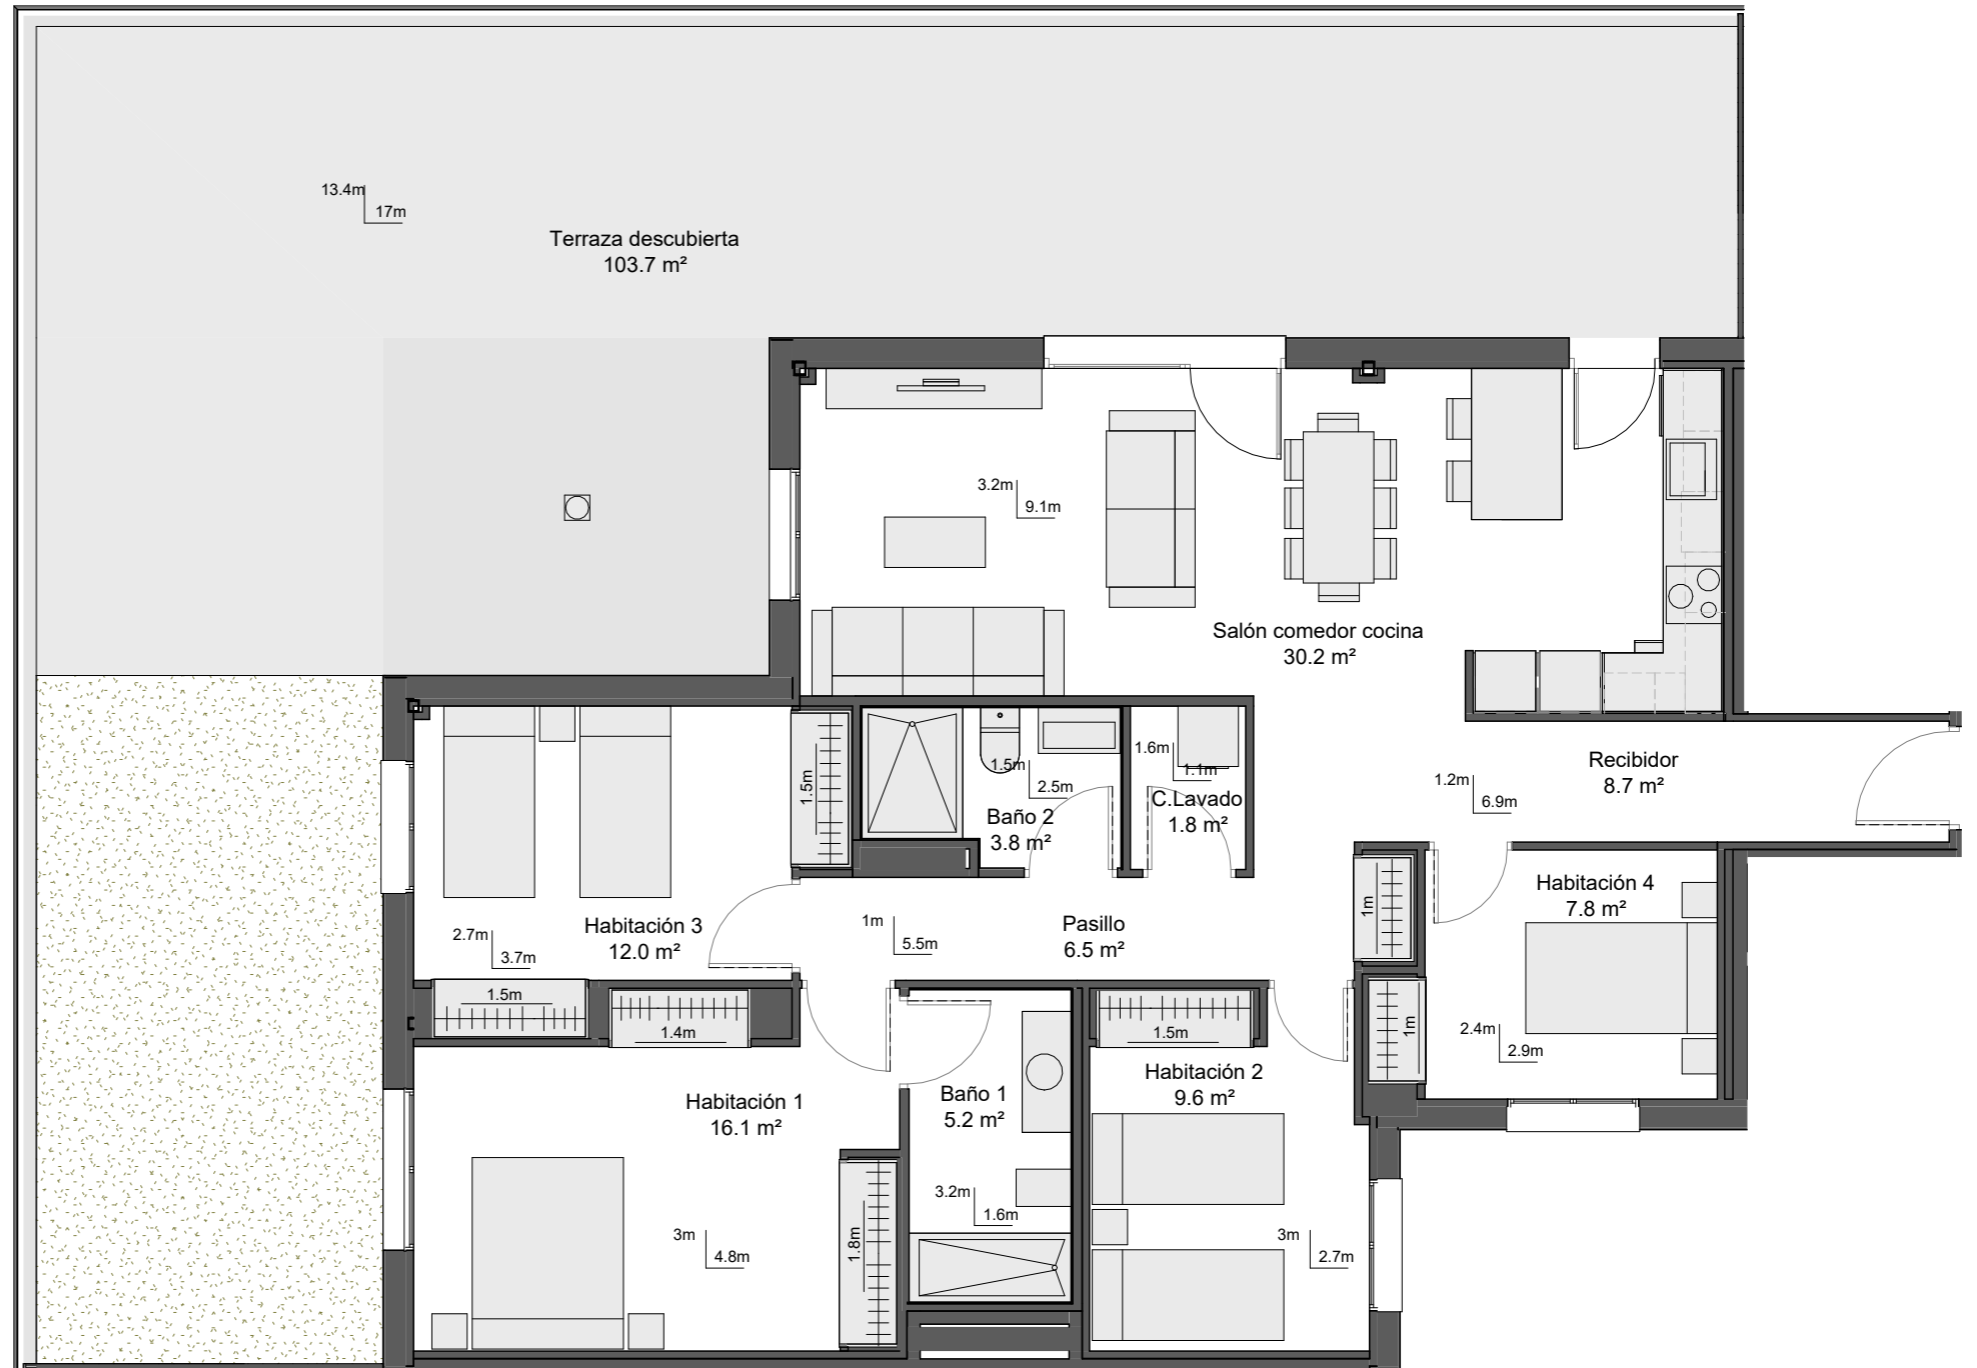 13.4m
17m
Terraza descubierta
103.7 m²
3.2m
9.1m
Salón comedor cocina
30.2 m²
1.5m
1.5m
2.5m
Baño 2
3.8 m²
1.6m
1.1m
C.Lavado
1.8 m²
Recibidor
8.7 m²
1.2m
6.9m
Habitación 3
12.0 m²
2.7m
3.7m
1m
5.5m
Pasillo
6.5 m²
1m
Habitación 4
7.8 m²
2.4m
2.9m
1m
1.5m
1.4m
1.5m
Habitación 1
16.1 m²
3m
4.8m
1.8m
Baño 1
5.2 m²
3.2m
1.6m
Habitación 2
9.6 m²
3m
2.7m